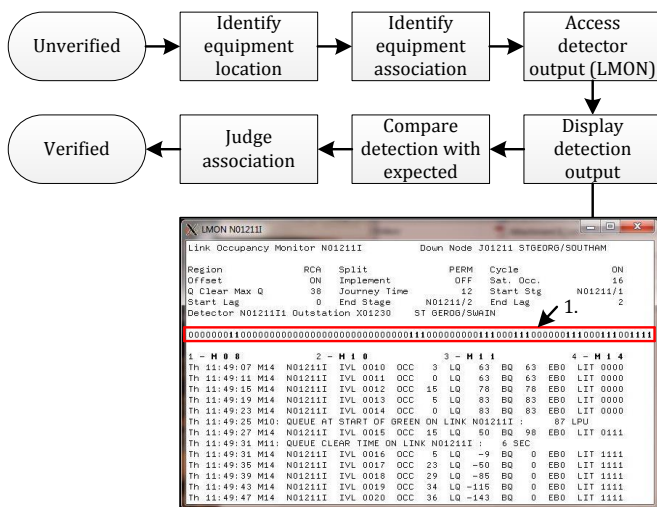 Unverified
Identify
equipment
location
Identify
equipment
association
Access
detector
output (LMON)
Verified
Judge
association
Compare
detection with
expected
Display
detection
output
LMON N01211I
Link Occupancy Monitor N01211I Down Node J01211 STGEORG/SOUTHAM
Region RCA Split PERM Cycle ON
Offset ON Implement OFF Sat. Occ. 16
Q Clear Max Q 38 Journey Time 12 Start Stg N01211/1
Start Lag 0 End Stage N01211/2 End Lag 2
Detector N01211I1 Outstation X01230 ST GEROG/SWAIN
1.
1 - M 0 8 2 - M 1 0 3 - M 1 1 4 - M 1 4
Th 11:49:07 M14 N01211I IVL 0010 OCC 3 LQ 63 BQ 63 EB0 LIT 0000
Th 11:49:11 M14 N01211I IVL 0011 OCC 0 LQ 63 BQ 63 EB0 LIT 0000
Th 11:49:15 M14 N01211I IVL 0012 OCC 15 LQ 78 BQ 78 EB0 LIT 0000
Th 11:49:19 M14 N01211I IVL 0013 OCC 5 LQ 83 BQ 83 EB0 LIT 0000
Th 11:49:23 M14 N01211I IVL 0014 OCC 0 LQ 83 BQ 83 EB0 LIT 0000
Th 11:49:25 M10: QUEUE AT START OF GREEN ON LINK N01211I : 87 LPU
Th 11:49:27 M14 N01211I IVL 0015 OCC 15 LQ 50 BQ 98 EB0 LIT 0111
Th 11:49:31 M11: QUEUE CLEAR TIME ON LINK N01211I : 6 SEC
Th 11:49:31 M14 N01211I IVL 0016 OCC 5 LQ -9 BQ 0 EB0 LIT 1111
Th 11:49:35 M14 N01211I IVL 0017 OCC 23 LQ -50 BQ 0 EB0 LIT 1111
Th 11:49:39 M14 N01211I IVL 0018 OCC 29 LQ -85 BQ 0 EB0 LIT 1111
Th 11:49:43 M14 N01211I IVL 0019 OCC 34 LQ -115 BQ 0 EB0 LIT 1111
Th 11:49:47 M14 N01211I IVL 0020 OCC 36 LQ -143 BQ 0 EB0 LIT 1111